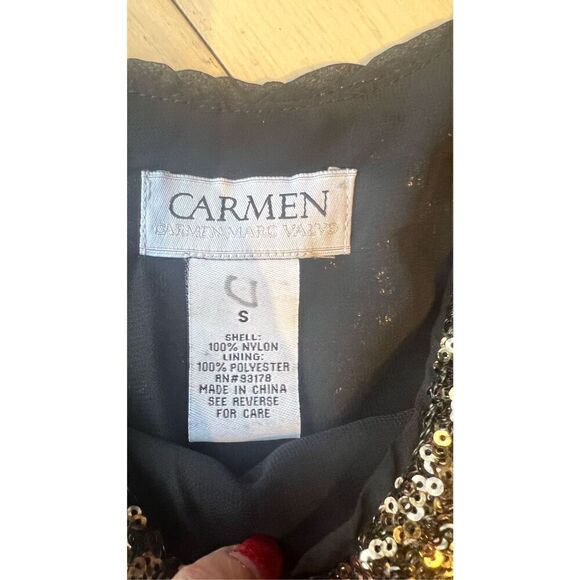 CARMEN
CARMEN MARC VALVO
S
SHELL:
100% NYLON
LINING:
100% POLYESTER
RN#93178
MADE IN CHINA
SEE REVERSE
FOR CARE